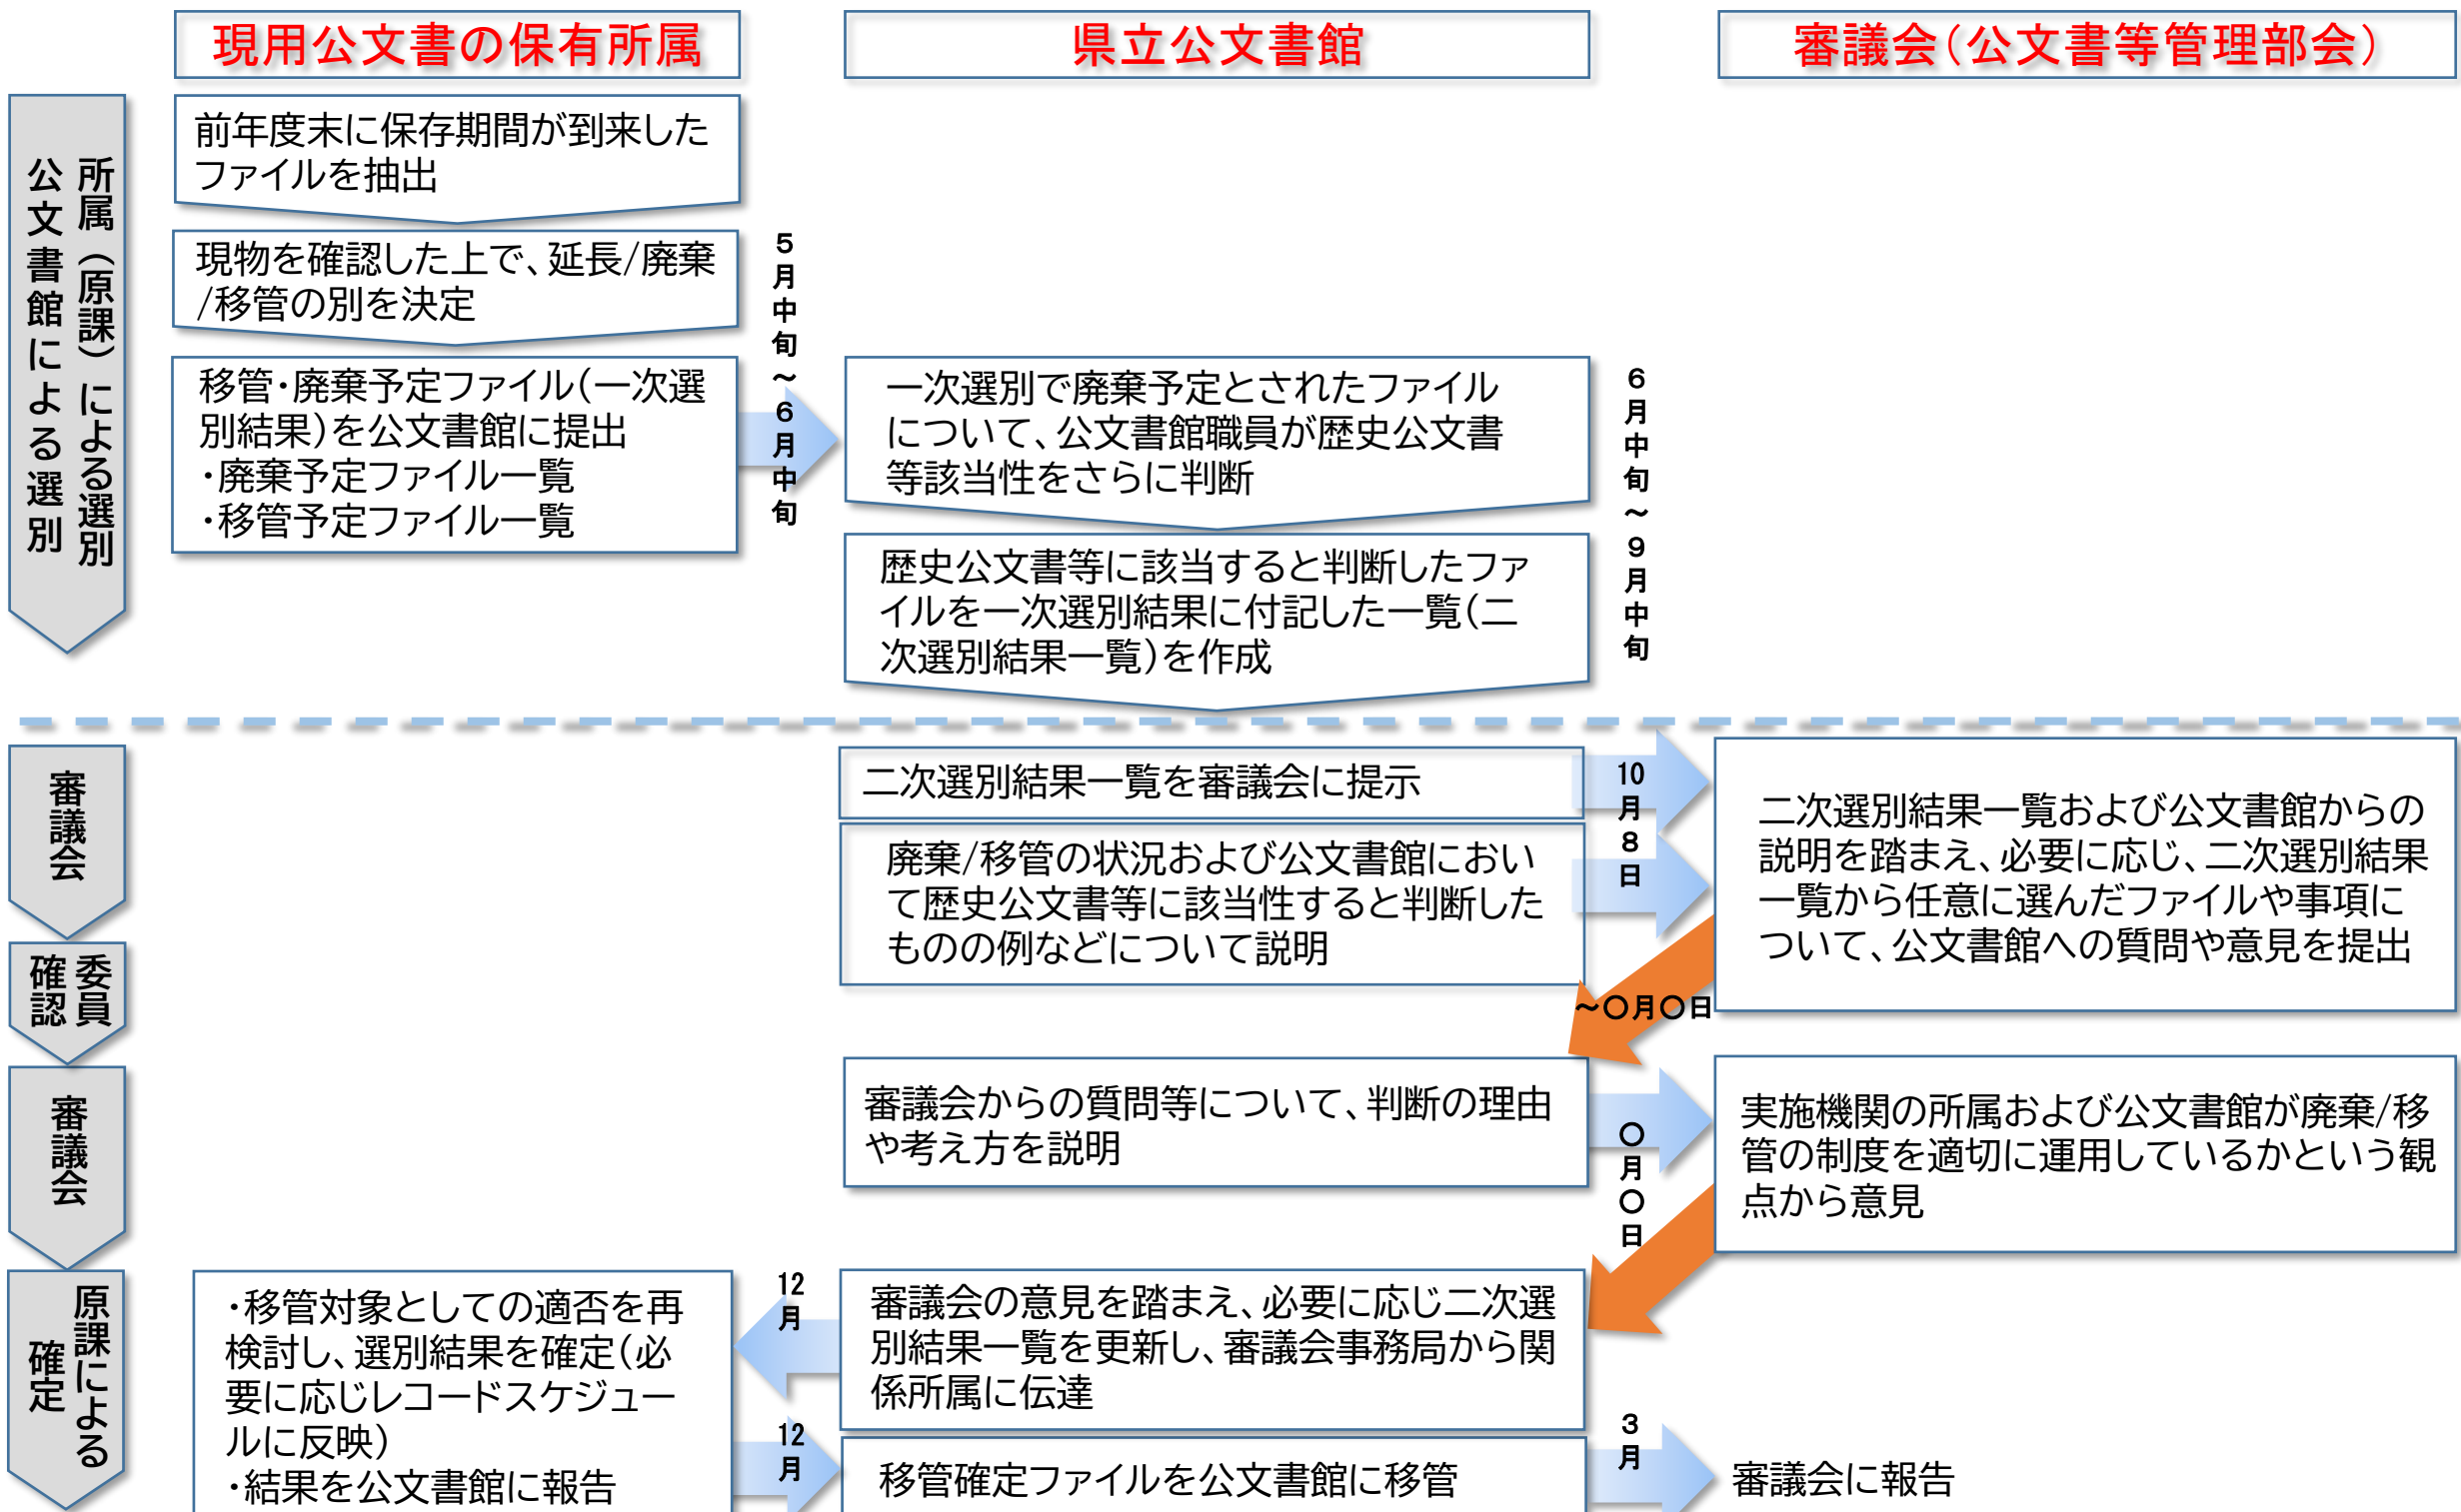 現用公文書の保有所属
県立公文書館
審議会(公文書等管理部会)
所属(原課)による選別
公文書館による選別
前年度末に保存期間が到来した
ファイルを抽出
現物を確認した上で、延長/廃棄
/移管の別を決定
移管・廃棄予定ファイル(一次選
別結果)を公文書館に提出
・廃棄予定ファイル一覧
・移管予定ファイル一覧
5月中旬～6月中旬
一次選別で廃棄予定とされたファイル
について、公文書館職員が歴史公文書
等該当性をさらに判断
歴史公文書等に該当すると判断したファ
イルを一次選別結果に付記した一覧(二
次選別結果一覧)を作成
6月中旬～9月中旬
審議会
二次選別結果一覧を審議会に提示
廃棄/移管の状況および公文書館におい
て歴史公文書等に該当性すると判断した
ものの例などについて説明
10月8日
二次選別結果一覧および公文書館からの
説明を踏まえ、必要に応じ、二次選別結果
一覧から任意に選んだファイルや事項に
ついて、公文書館への質問や意見を提出
委員
確認
～〇月〇日
審議会
審議会からの質問等について、判断の理由
や考え方を説明
〇月〇日
実施機関の所属および公文書館が廃棄/移
管の制度を適切に運用しているかという観
点から意見
原課による
確定
・移管対象としての適否を再
検討し、選別結果を確定(必
要に応じレコードスケジュー
ルに反映)
・結果を公文書館に報告
12月
審議会の意見を踏まえ、必要に応じ二次選
別結果一覧を更新し、審議会事務局から関
係所属に伝達
12月
移管確定ファイルを公文書館に移管
3月
審議会に報告